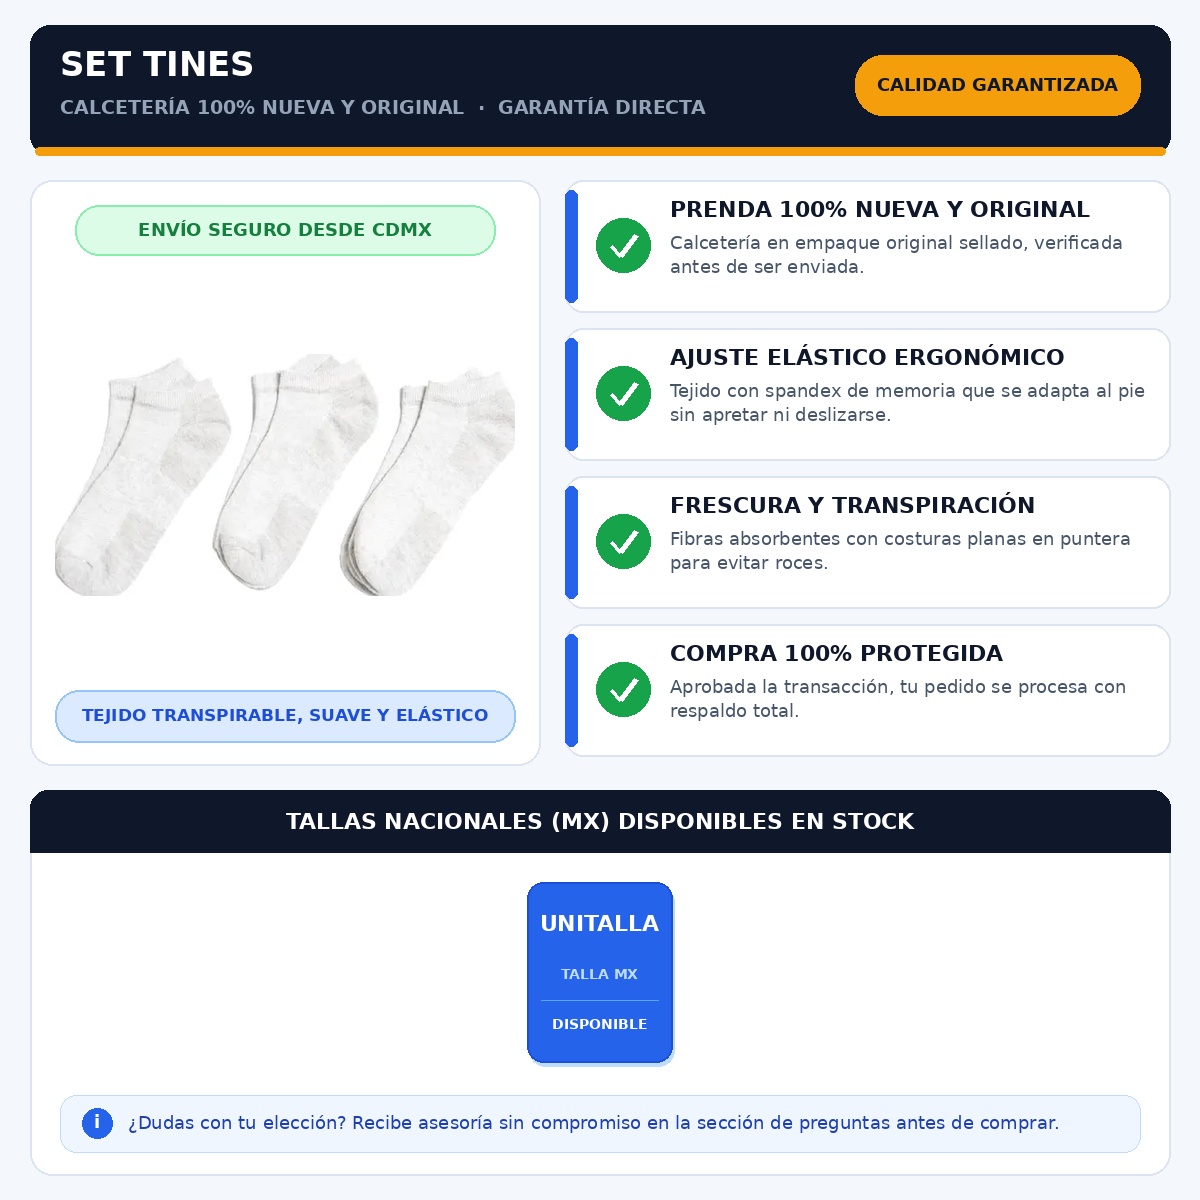 SET TINES
CALCETERÍA 100% NUEVA Y ORIGINAL · GARANTÍA DIRECTA
CALIDAD GARANTIZADA
ENVÍO SEGURO DESDE CDMX
TEJIDO TRANSPIRABLE, SUAVE Y ELÁSTICO
PRENDA 100% NUEVA Y ORIGINAL
Calcetería en empaque original sellado, verificada
antes de ser enviada.
AJUSTE ELÁSTICO ERGONÓMICO
Tejido con spandex de memoria que se adapta al pie
sin apretar ni deslizarse.
FRESCURA Y TRANSPIRACIÓN
Fibras absorbentes con costuras planas en puntera
para evitar roces.
COMPRA 100% PROTEGIDA
Aprobada la transacción, tu pedido se procesa con
respaldo total.
TALLAS NACIONALES (MX) DISPONIBLES EN STOCK
UNITALLA
TALLA MX
DISPONIBLE
i ¿Dudas con tu elección? Recibe asesoría sin compromiso en la sección de preguntas antes de comprar.